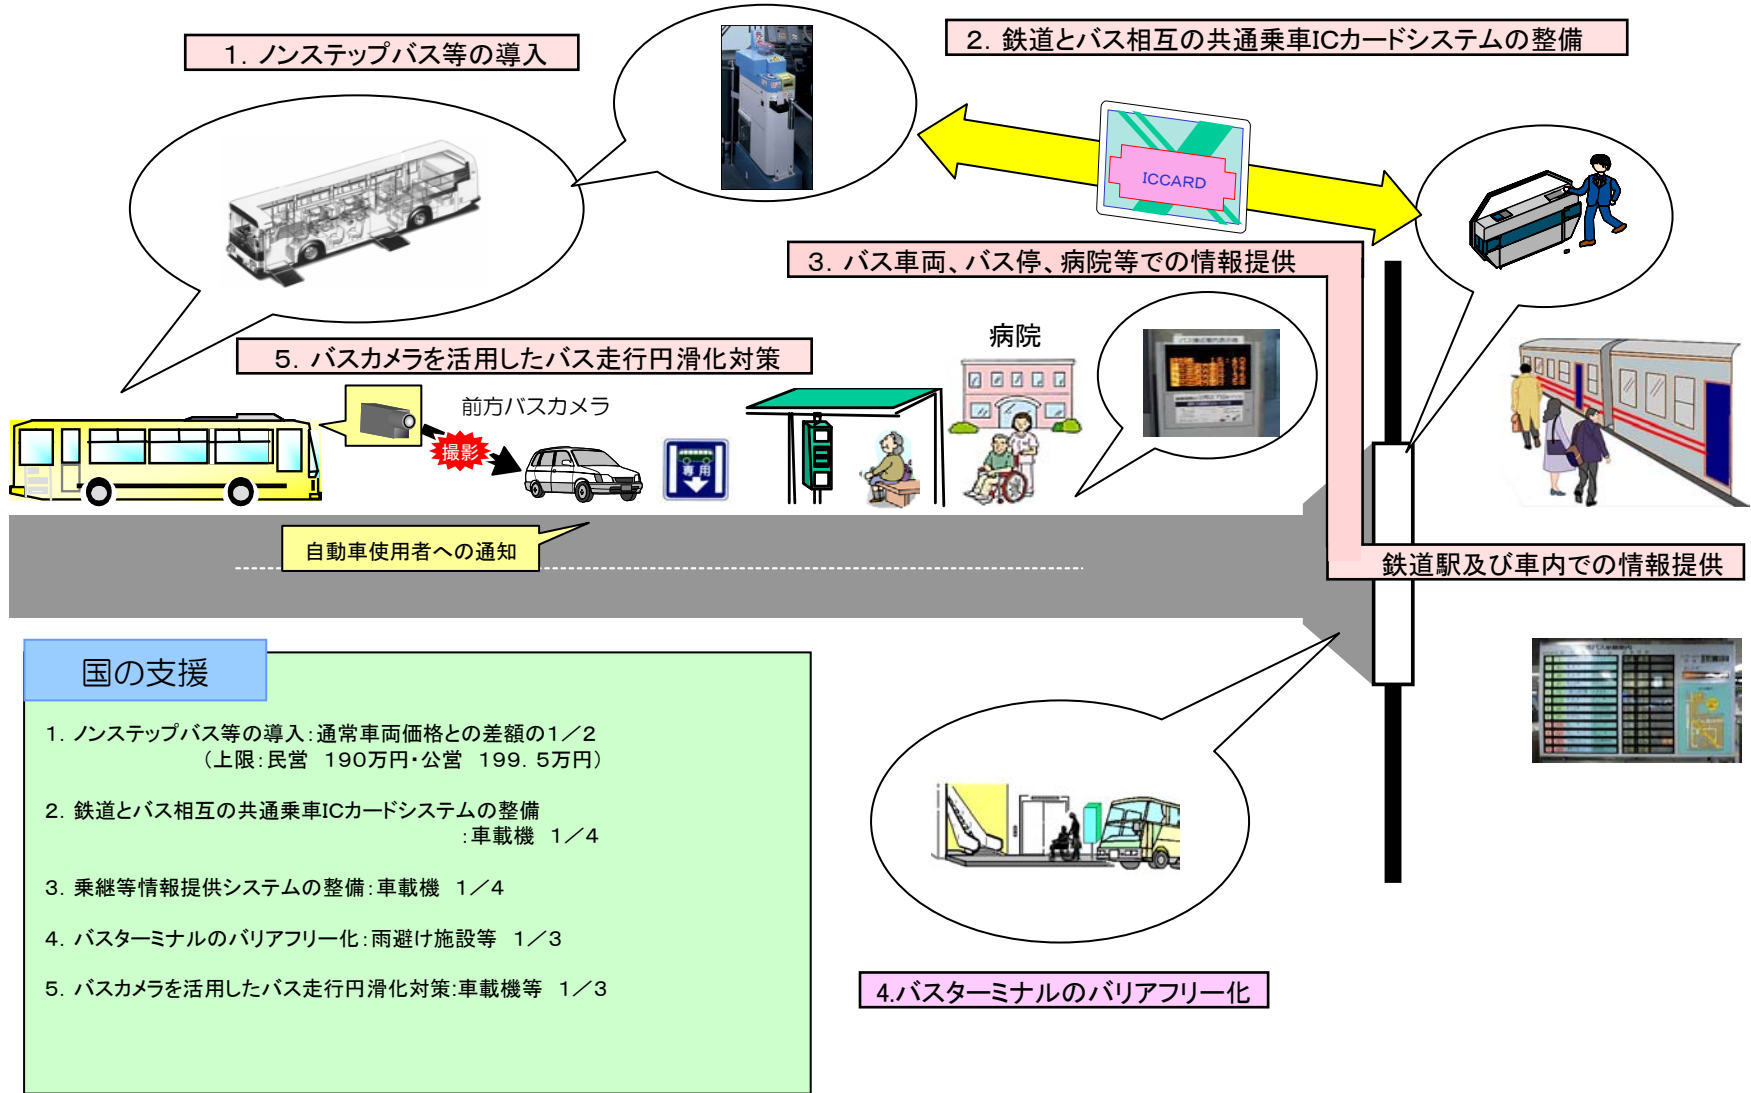 1．ノンステップバス等の導入
2．鉄道とバス相互の共通乗車ICカードシステムの整備
ICCARD
3．バス車両、バス停、病院等での情報提供
病院
5．バスカメラを活用したバス走行円滑化対策
前方バスカメラ
撮影
専用
自動車使用者への通知
鉄道駅及び車内での情報提供
国の支援
1．ノンステップバス等の導入：通常車両価格との差額の1／2
（上限：民営　190万円・公営　199．5万円）
2．鉄道とバス相互の共通乗車ICカードシステムの整備
：車載機　1／4
3．乗継等情報提供システムの整備：車載機　1／4
4．バスターミナルのバリアフリー化：雨避け施設等　1／3
5．バスカメラを活用したバス走行円滑化対策：車載機等　1／3
4.バスターミナルのバリアフリー化